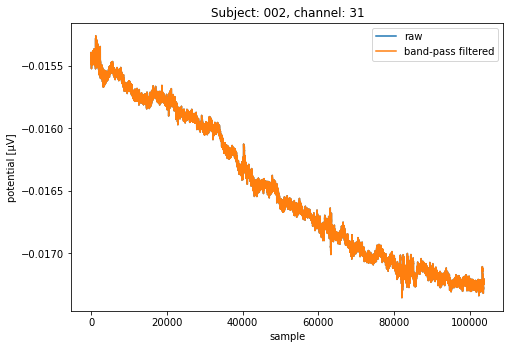 Subject: 002, channel: 31
raw
band-pass filtered
−0.0155
−0.0160
−0.0165
−0.0170
potential [µV]
0
20000
40000
60000
80000
100000
sample